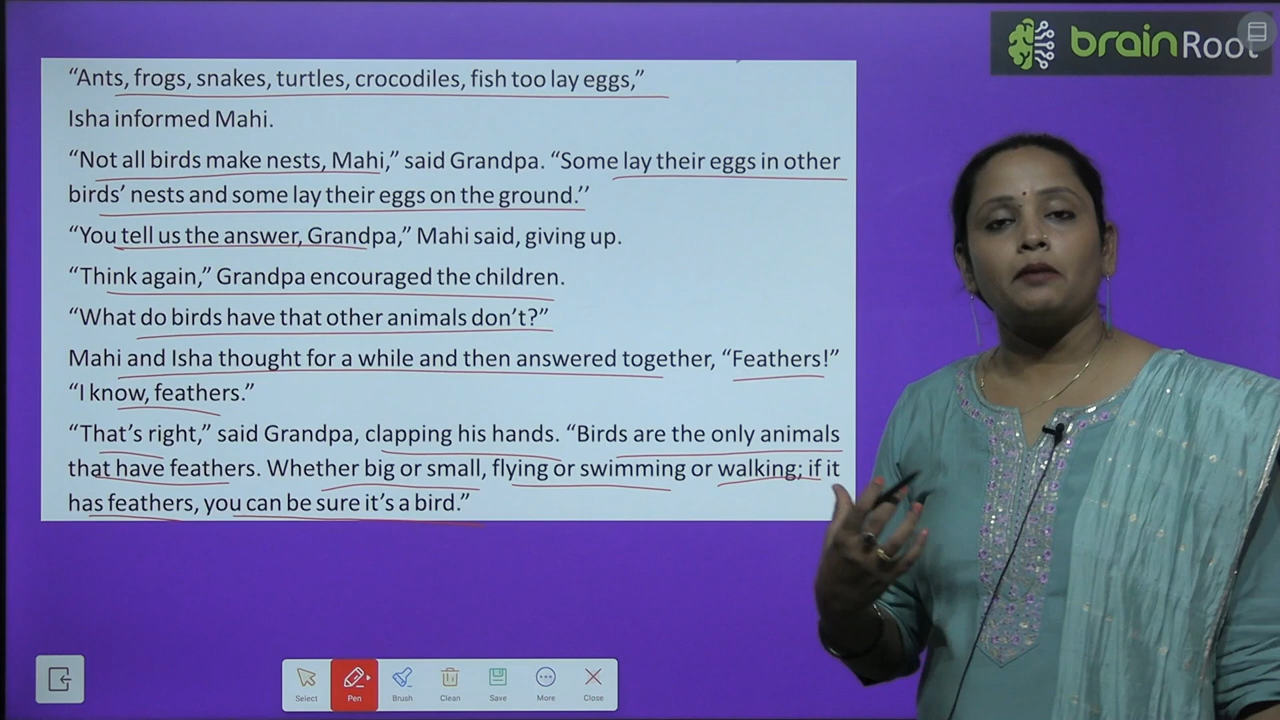 brainRoot
“Ants, frogs, snakes, turtles, crocodiles, fish too lay eggs,”
Isha informed Mahi.
“Not all birds make nests, Mahi,” said Grandpa. “Some lay their eggs in other
birds’ nests and some lay their eggs on the ground.’’
“You tell us the answer, Grandpa,” Mahi said, giving up.
“Think again,” Grandpa encouraged the children.
“What do birds have that other animals don’t?”
Mahi and Isha thought for a while and then answered together, “Feathers!”
“I know, feathers.”
“That’s right,” said Grandpa, clapping his hands. “Birds are the only animals
that have feathers. Whether big or small, flying or swimming or walking; if it
has feathers, you can be sure it’s a bird.”
Select Pen Brush Clean Save More Close